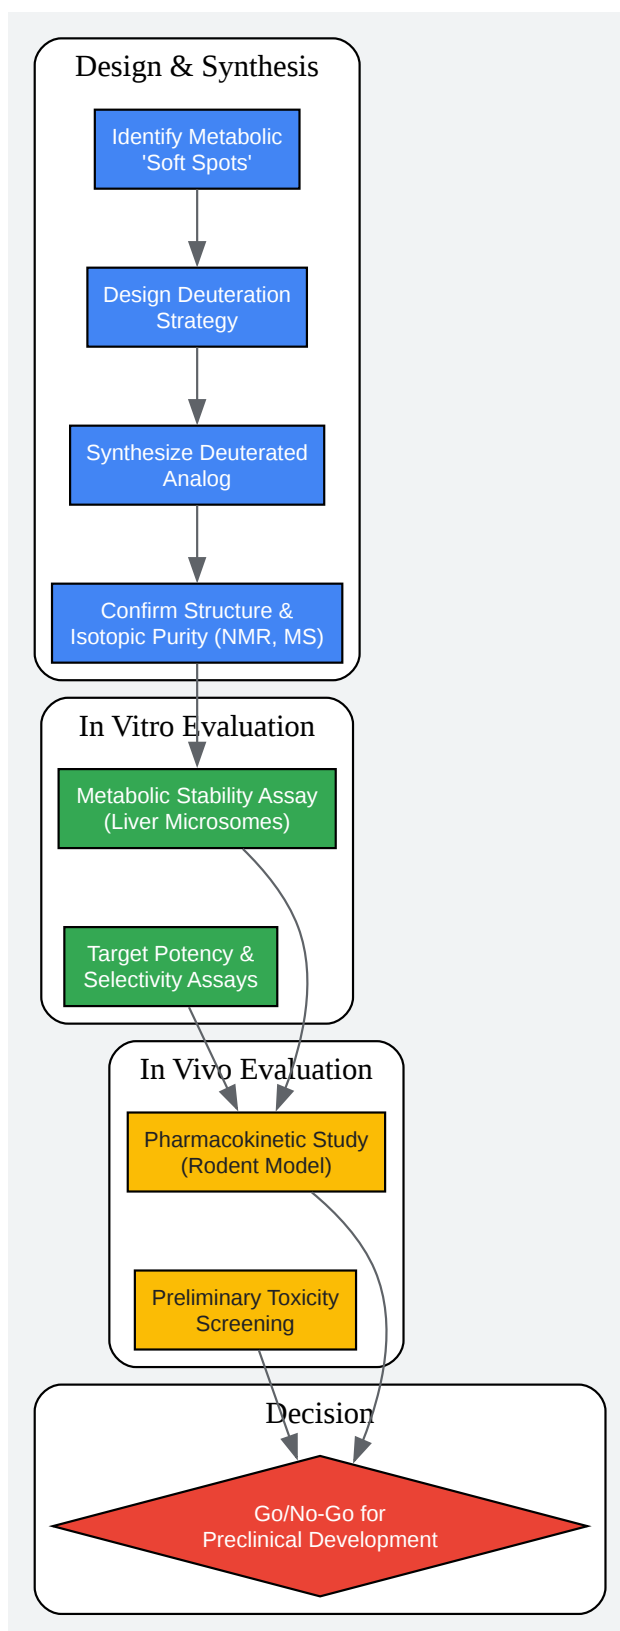 Design & Synthesis
Identify Metabolic
'Soft Spots'
Design Deuteration
Strategy
Synthesize Deuterated
Analog
Confirm Structure &
Isotopic Purity (NMR, MS)
In Vitro Evaluation
Metabolic Stability Assay
(Liver Microsomes)
Target Potency &
Selectivity Assays
In Vivo Evaluation
Pharmacokinetic Study
(Rodent Model)
Preliminary Toxicity
Screening
Decision
Go/No-Go for
Preclinical Development